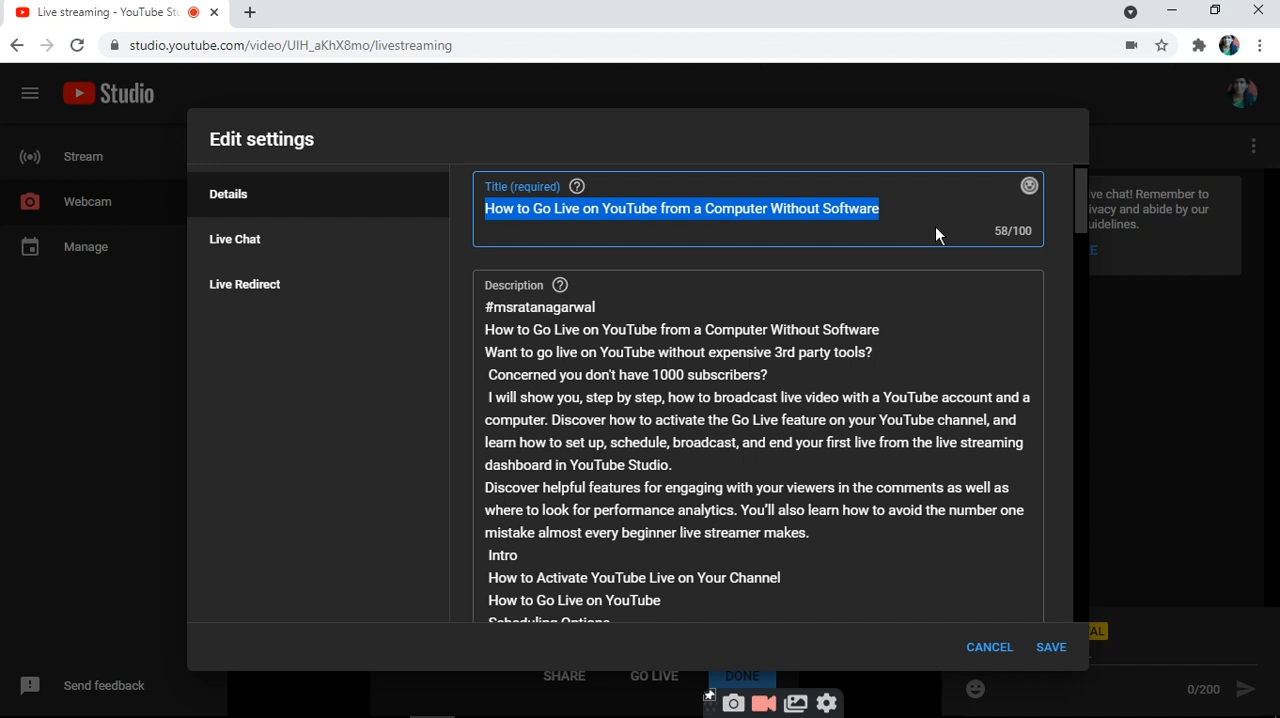 Live streaming - YouTube Stu
studio.youtube.com/video/UIH_aKhX8mo/livestreaming
Studio
Stream
Webcam
Manage
Send feedback
Edit settings
Details
Live Chat
Live Redirect
Title (required)
How to Go Live on YouTube from a Computer Without Software
58/100
Description
#msratanagarwal
How to Go Live on YouTube from a Computer Without Software
Want to go live on YouTube without expensive 3rd party tools?
Concerned you don't have 1000 subscribers?
I will show you, step by step, how to broadcast live video with a YouTube account and a
computer. Discover how to activate the Go Live feature on your YouTube channel, and
learn how to set up, schedule, broadcast, and end your first live from the live streaming
dashboard in YouTube Studio.
Discover helpful features for engaging with your viewers in the comments as well as
where to look for performance analytics. You'll also learn how to avoid the number one
mistake almost every beginner live streamer makes.
Intro
How to Activate YouTube Live on Your Channel
How to Go Live on YouTube
Scheduling Options
CANCEL
SAVE
ve chat! Remember to
ivacy and abide by our
uidelines.
E
AL
SHARE
GO LIVE
DONE
0/200